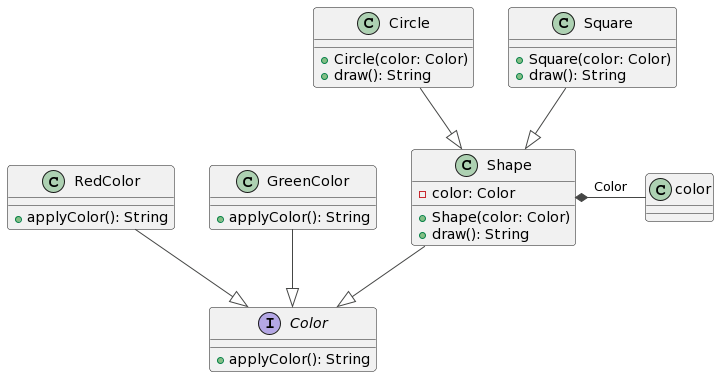 C Circle
Circle(color: Color)
draw(): String
C Square
Square(color: Color)
draw(): String
C RedColor
applyColor(): String
C GreenColor
applyColor(): String
C Shape
color: Color
Shape(color: Color)
draw(): String
Color
C color
I Color
applyColor(): String